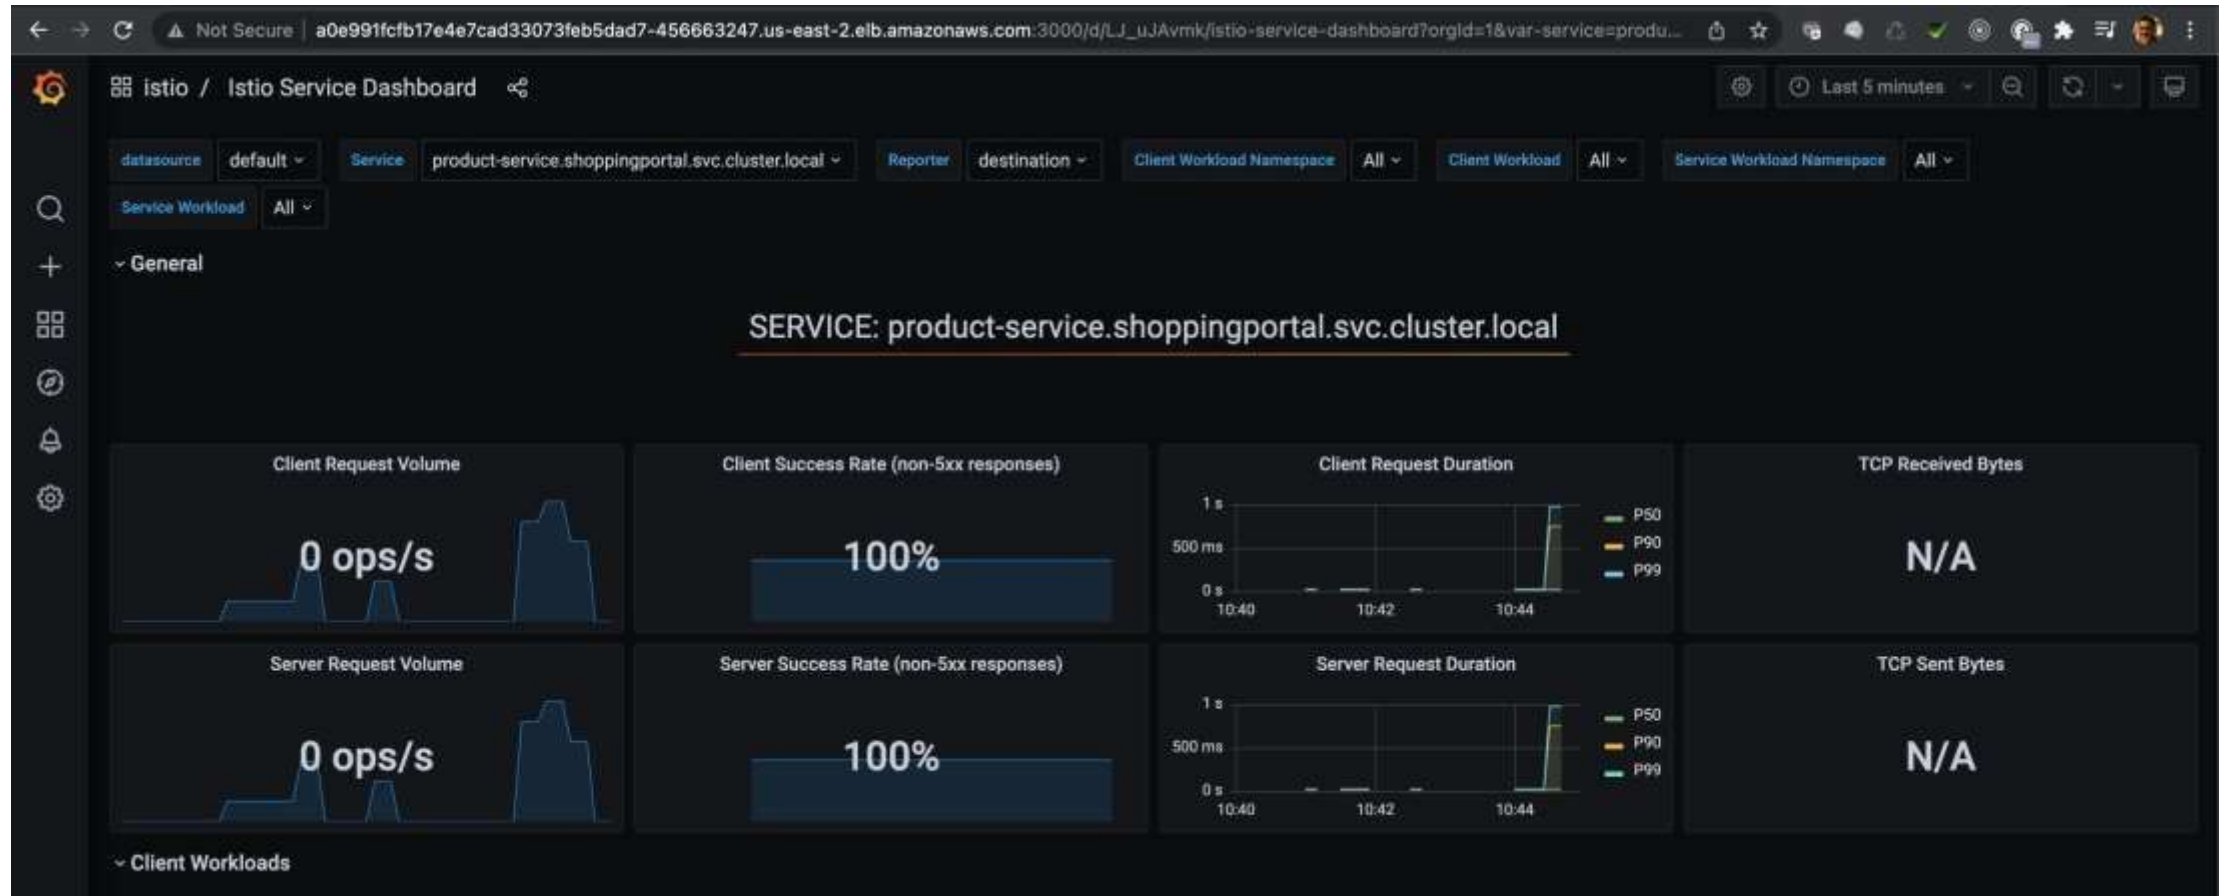 Not Secure | a0e991fcfb17e4e7cad33073feb5dad7-456663247.us-east-2.elb.amazonaws.com:3000/d/LJ_uJAvmk/istio-service-dashboard?orgId=1&var-service=produ...
istio / Istio Service Dashboard
Last 5 minutes
datasource default Service product-service.shoppingportal.svc.cluster.local Reporter destination Client Workload Namespace All Client Workload All Service Workload Namespace All
Service Workload All
General
SERVICE: product-service.shoppingportal.svc.cluster.local
Client Request Volume
0 ops/s
Client Success Rate (non-5xx responses)
100%
Client Request Duration
1 s
500 ms
0 s
10:40 10:42 10:44
P50
P90
P99
TCP Received Bytes
N/A
Server Request Volume
0 ops/s
Server Success Rate (non-5xx responses)
100%
Server Request Duration
1 s
500 ms
0 s
10:40 10:42 10:44
P50
P90
P99
TCP Sent Bytes
N/A
Client Workloads